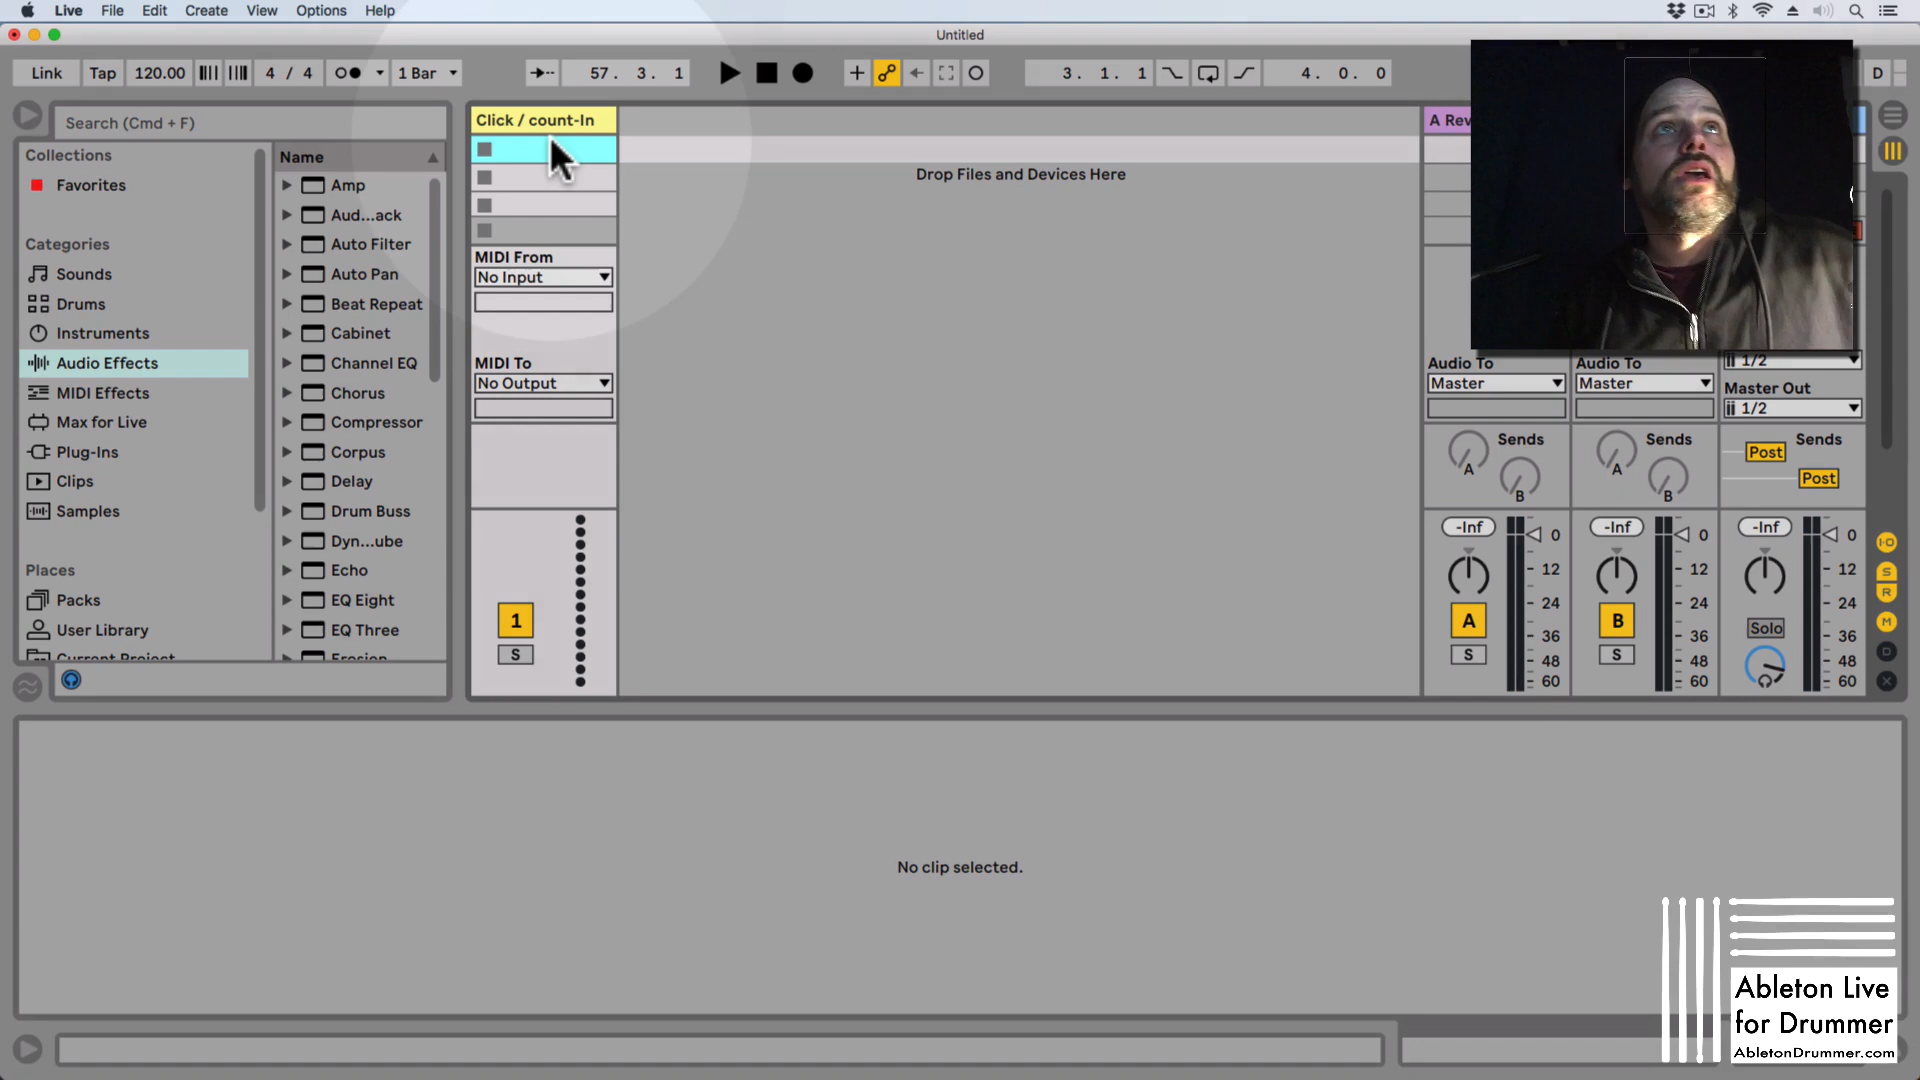 Live File Edit Create View Options Help
Untitled
Link Tap 120.00 4 / 4 1 Bar 57. 3. 1 3. 1. 1 4. 0. 0 D
Search (Cmd + F)
Collections
Favorites
Categories
Sounds
Drums
Instruments
Audio Effects
MIDI Effects
Max for Live
Plug-Ins
Clips
Samples
Places
Packs
User Library
Current Project
Name
Amp
Aud...ack
Auto Filter
Auto Pan
Beat Repeat
Cabinet
Channel EQ
Chorus
Compressor
Corpus
Delay
Drum Buss
Dyn...ube
Echo
EQ Eight
EQ Three
Erosion
Click / count-In
MIDI From
No Input
MIDI To
No Output
1
S
Drop Files and Devices Here
A Rev
Audio To
Master
Sends
A
B
-Inf
0
12
24
36
48
60
A
S
Audio To
Master
Sends
A
B
-Inf
0
12
24
36
48
60
B
S
1/2
Master Out
1/2
Sends
Post
Post
-Inf
0
12
24
36
48
60
Solo
I-O
S
R
M
D
X
No clip selected.
Ableton Live
for Drummer
AbletonDrummer.com